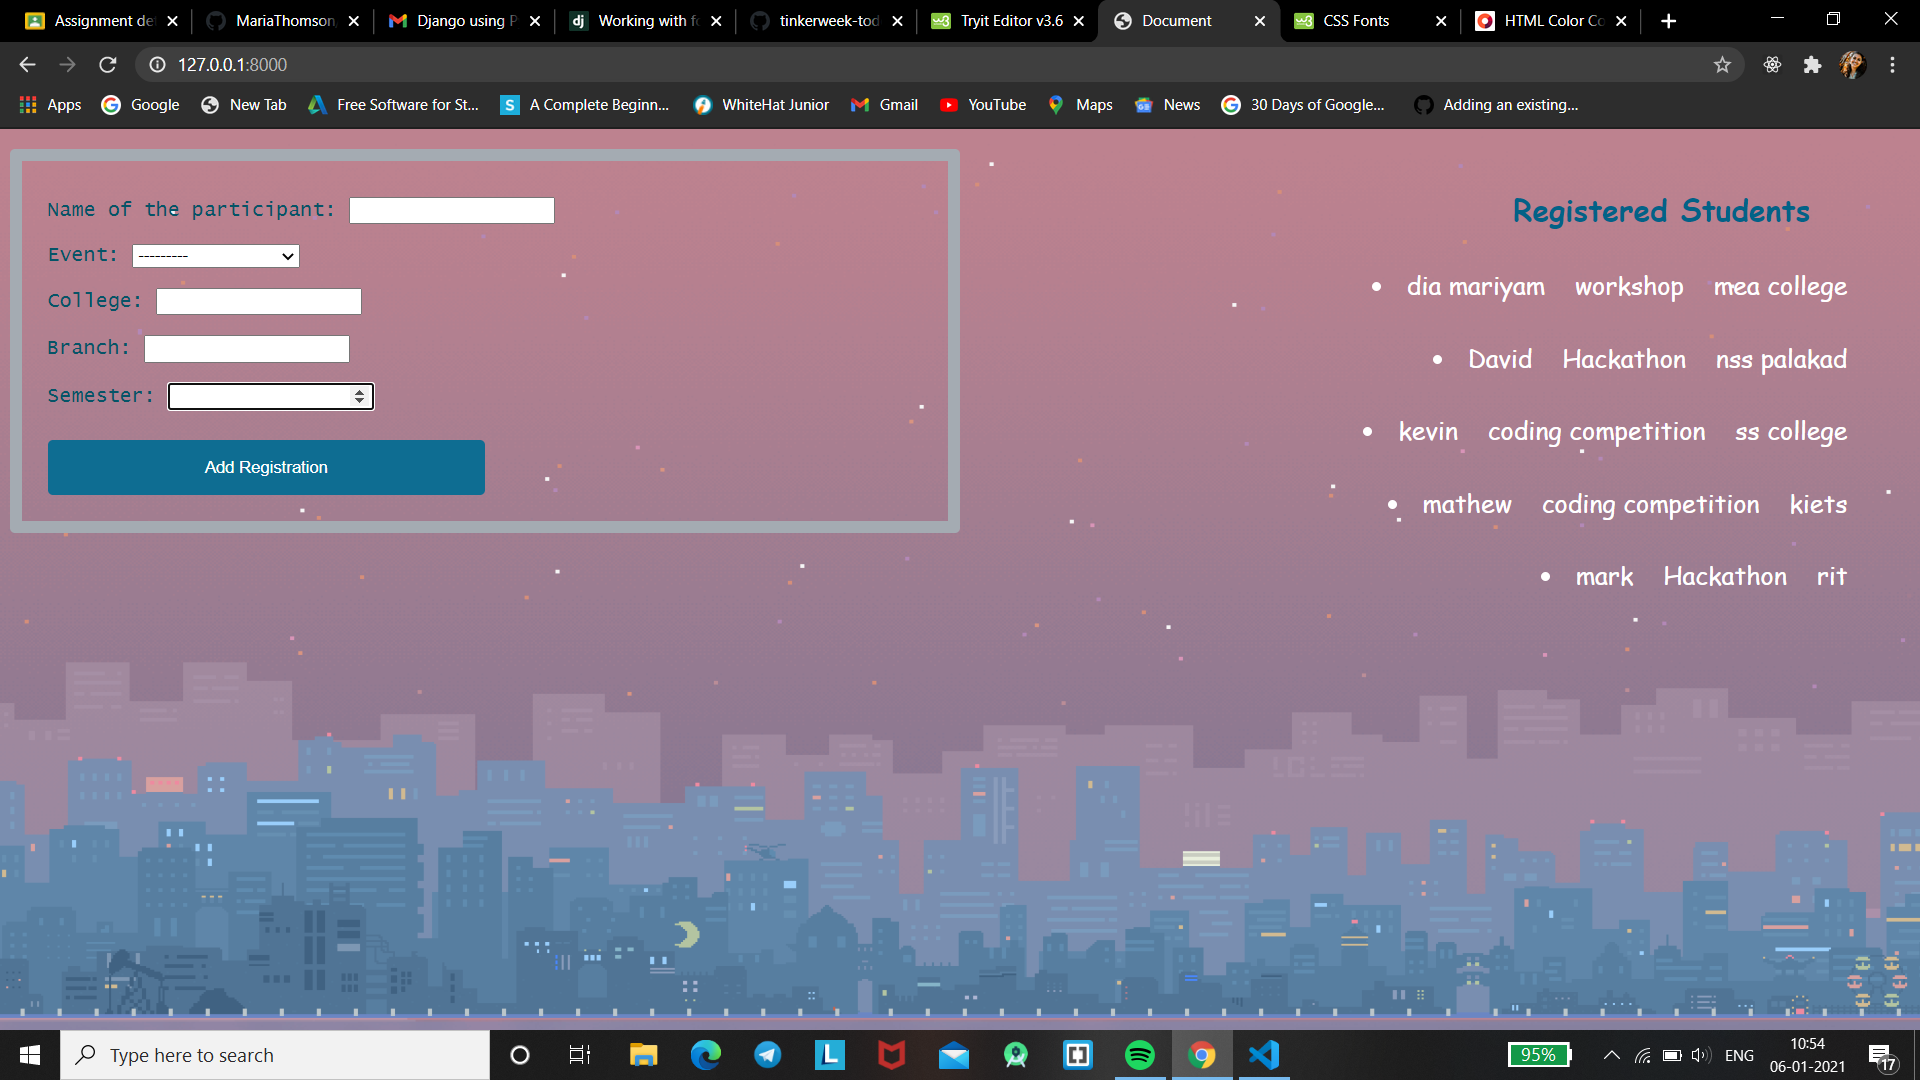 Assignment det
MariaThomson
Django using P
Working with fo
tinkerweek-tod
Tryit Editor v3.6
Document
CSS Fonts
HTML Color Co
127.0.0.1:8000
Apps
Google
New Tab
Free Software for St...
A Complete Beginn...
WhiteHat Junior
Gmail
YouTube
Maps
News
30 Days of Google...
Adding an existing...
Name of the participant:
Event: ---------
College:
Branch:
Semester:
Add Registration
Registered Students
dia mariyam workshop mea college
David Hackathon nss palakad
kevin coding competition ss college
mathew coding competition kiets
mark Hackathon rit
Type here to search
95%
ENG
10:54
06-01-2021
17